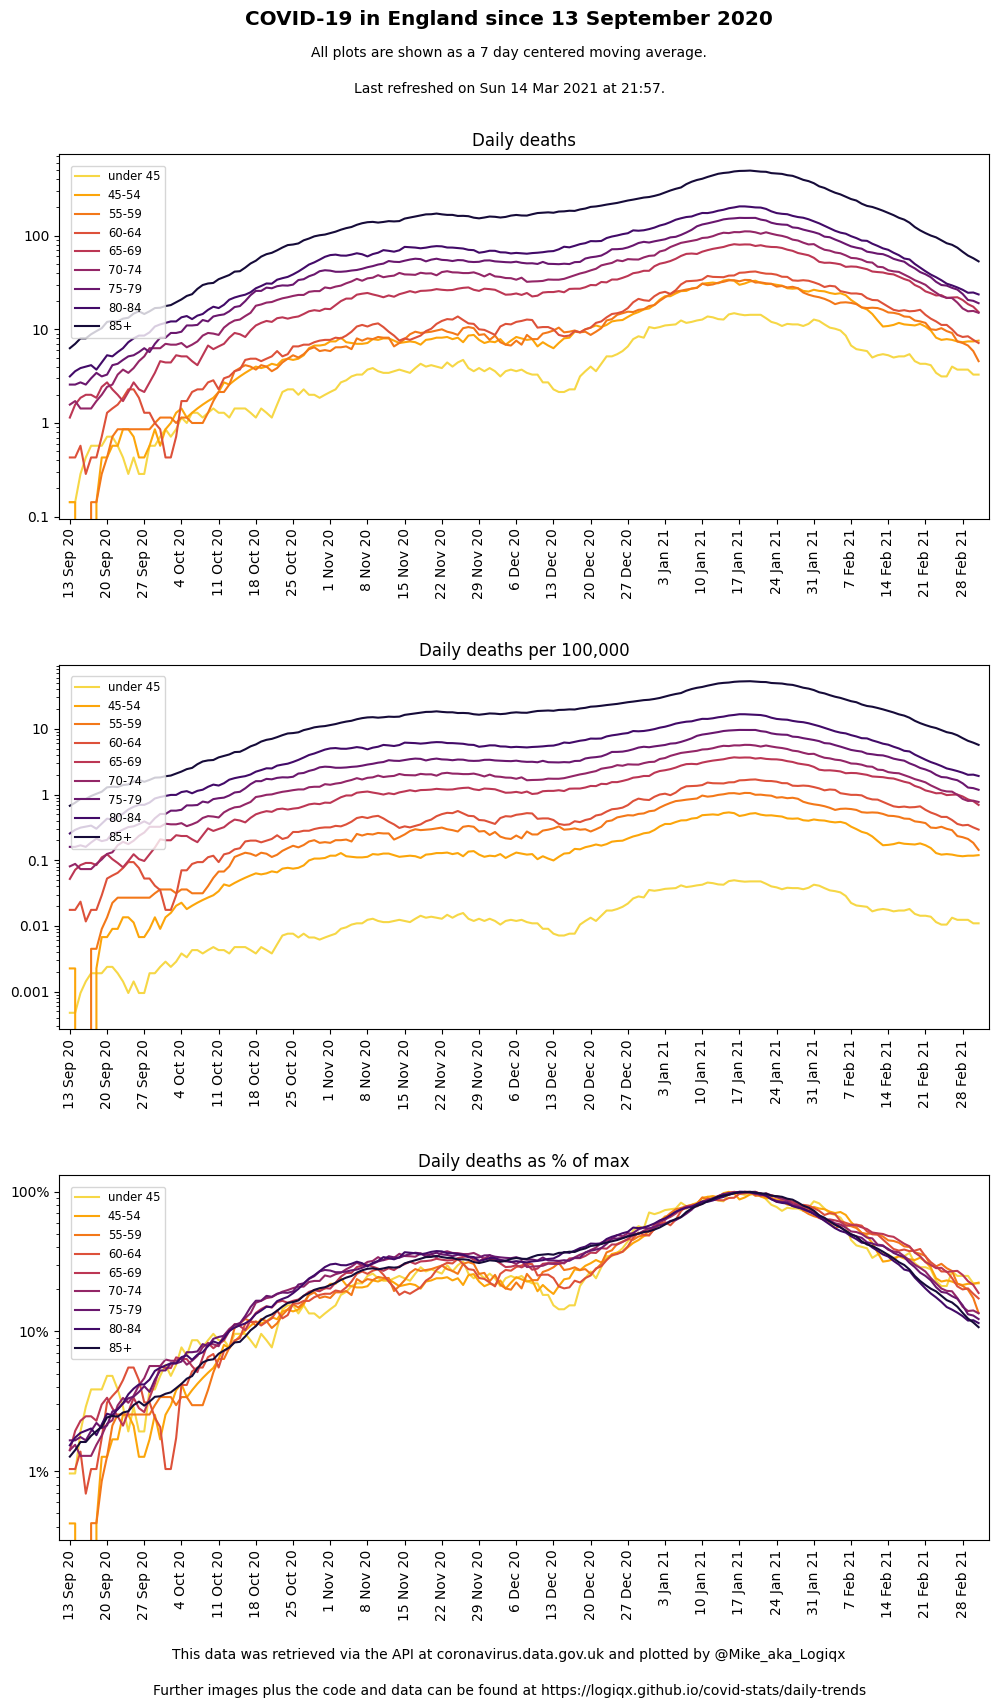 COVID-19 in England since 13 September 2020
All plots are shown as a 7 day centered moving average.
Last refreshed on Sun 14 Mar 2021 at 21:57.
Daily deaths
under 45
45-54
55-59
60-64
65-69
70-74
75-79
80-84
85+
100
10
1
0.1
13 Sep 20
20 Sep 20
27 Sep 20
4 Oct 20
11 Oct 20
18 Oct 20
25 Oct 20
1 Nov 20
8 Nov 20
15 Nov 20
22 Nov 20
29 Nov 20
6 Dec 20
13 Dec 20
20 Dec 20
27 Dec 20
3 Jan 21
10 Jan 21
17 Jan 21
24 Jan 21
31 Jan 21
7 Feb 21
14 Feb 21
21 Feb 21
28 Feb 21
Daily deaths per 100,000
under 45
45-54
55-59
60-64
65-69
70-74
75-79
80-84
85+
10
1
0.1
0.01
0.001
13 Sep 20
20 Sep 20
27 Sep 20
4 Oct 20
11 Oct 20
18 Oct 20
25 Oct 20
1 Nov 20
8 Nov 20
15 Nov 20
22 Nov 20
29 Nov 20
6 Dec 20
13 Dec 20
20 Dec 20
27 Dec 20
3 Jan 21
10 Jan 21
17 Jan 21
24 Jan 21
31 Jan 21
7 Feb 21
14 Feb 21
21 Feb 21
28 Feb 21
Daily deaths as % of max
under 45
45-54
55-59
60-64
65-69
70-74
75-79
80-84
85+
100%
10%
1%
13 Sep 20
20 Sep 20
27 Sep 20
4 Oct 20
11 Oct 20
18 Oct 20
25 Oct 20
1 Nov 20
8 Nov 20
15 Nov 20
22 Nov 20
29 Nov 20
6 Dec 20
13 Dec 20
20 Dec 20
27 Dec 20
3 Jan 21
10 Jan 21
17 Jan 21
24 Jan 21
31 Jan 21
7 Feb 21
14 Feb 21
21 Feb 21
28 Feb 21
This data was retrieved via the API at coronavirus.data.gov.uk and plotted by @Mike_aka_Logiqx
Further images plus the code and data can be found at https://logiqx.github.io/covid-stats/daily-trends